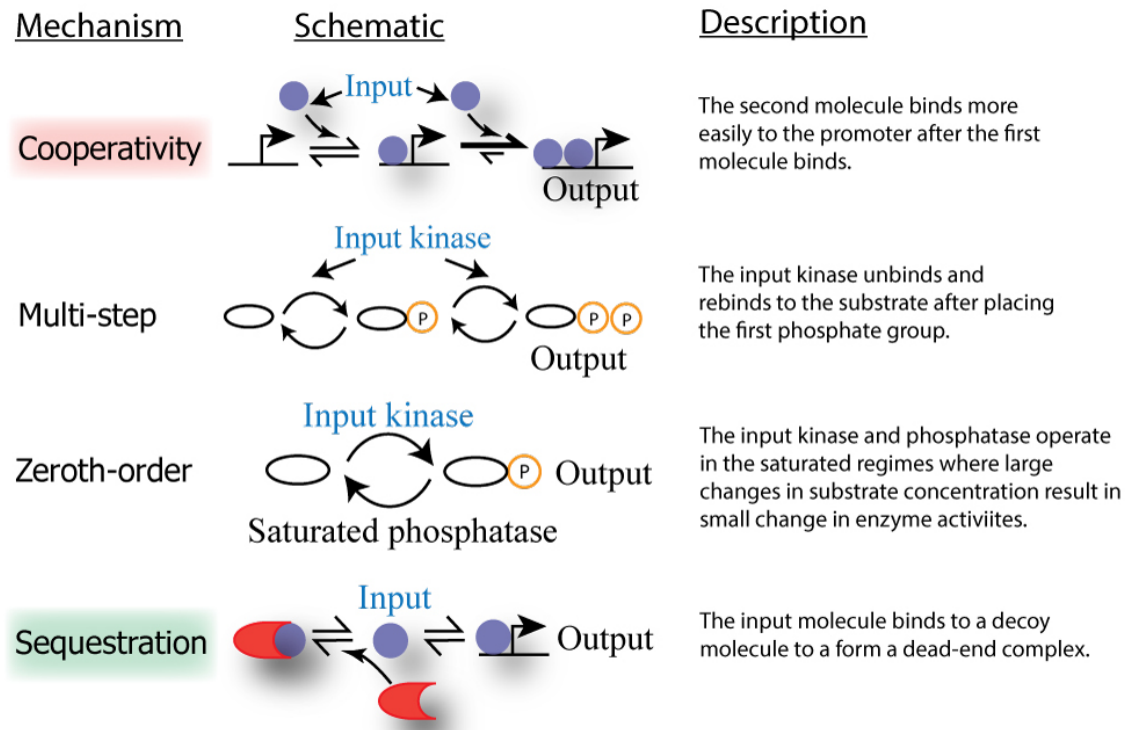 Mechanism Schematic Description
Input
Cooperativity
Output
The second molecule binds more
easily to the promoter after the first
molecule binds.
Input kinase
Multi-step
P
P P
Output
The input kinase unbinds and
rebinds to the substrate after placing
the first phosphate group.
Input kinase
Zeroth-order
P
Output
Saturated phosphatase
The input kinase and phosphatase operate
in the saturated regimes where large
changes in substrate concentration result in
small change in enzyme activiites.
Input
Sequestration
Output
The input molecule binds to a decoy
molecule to a form a dead-end complex.